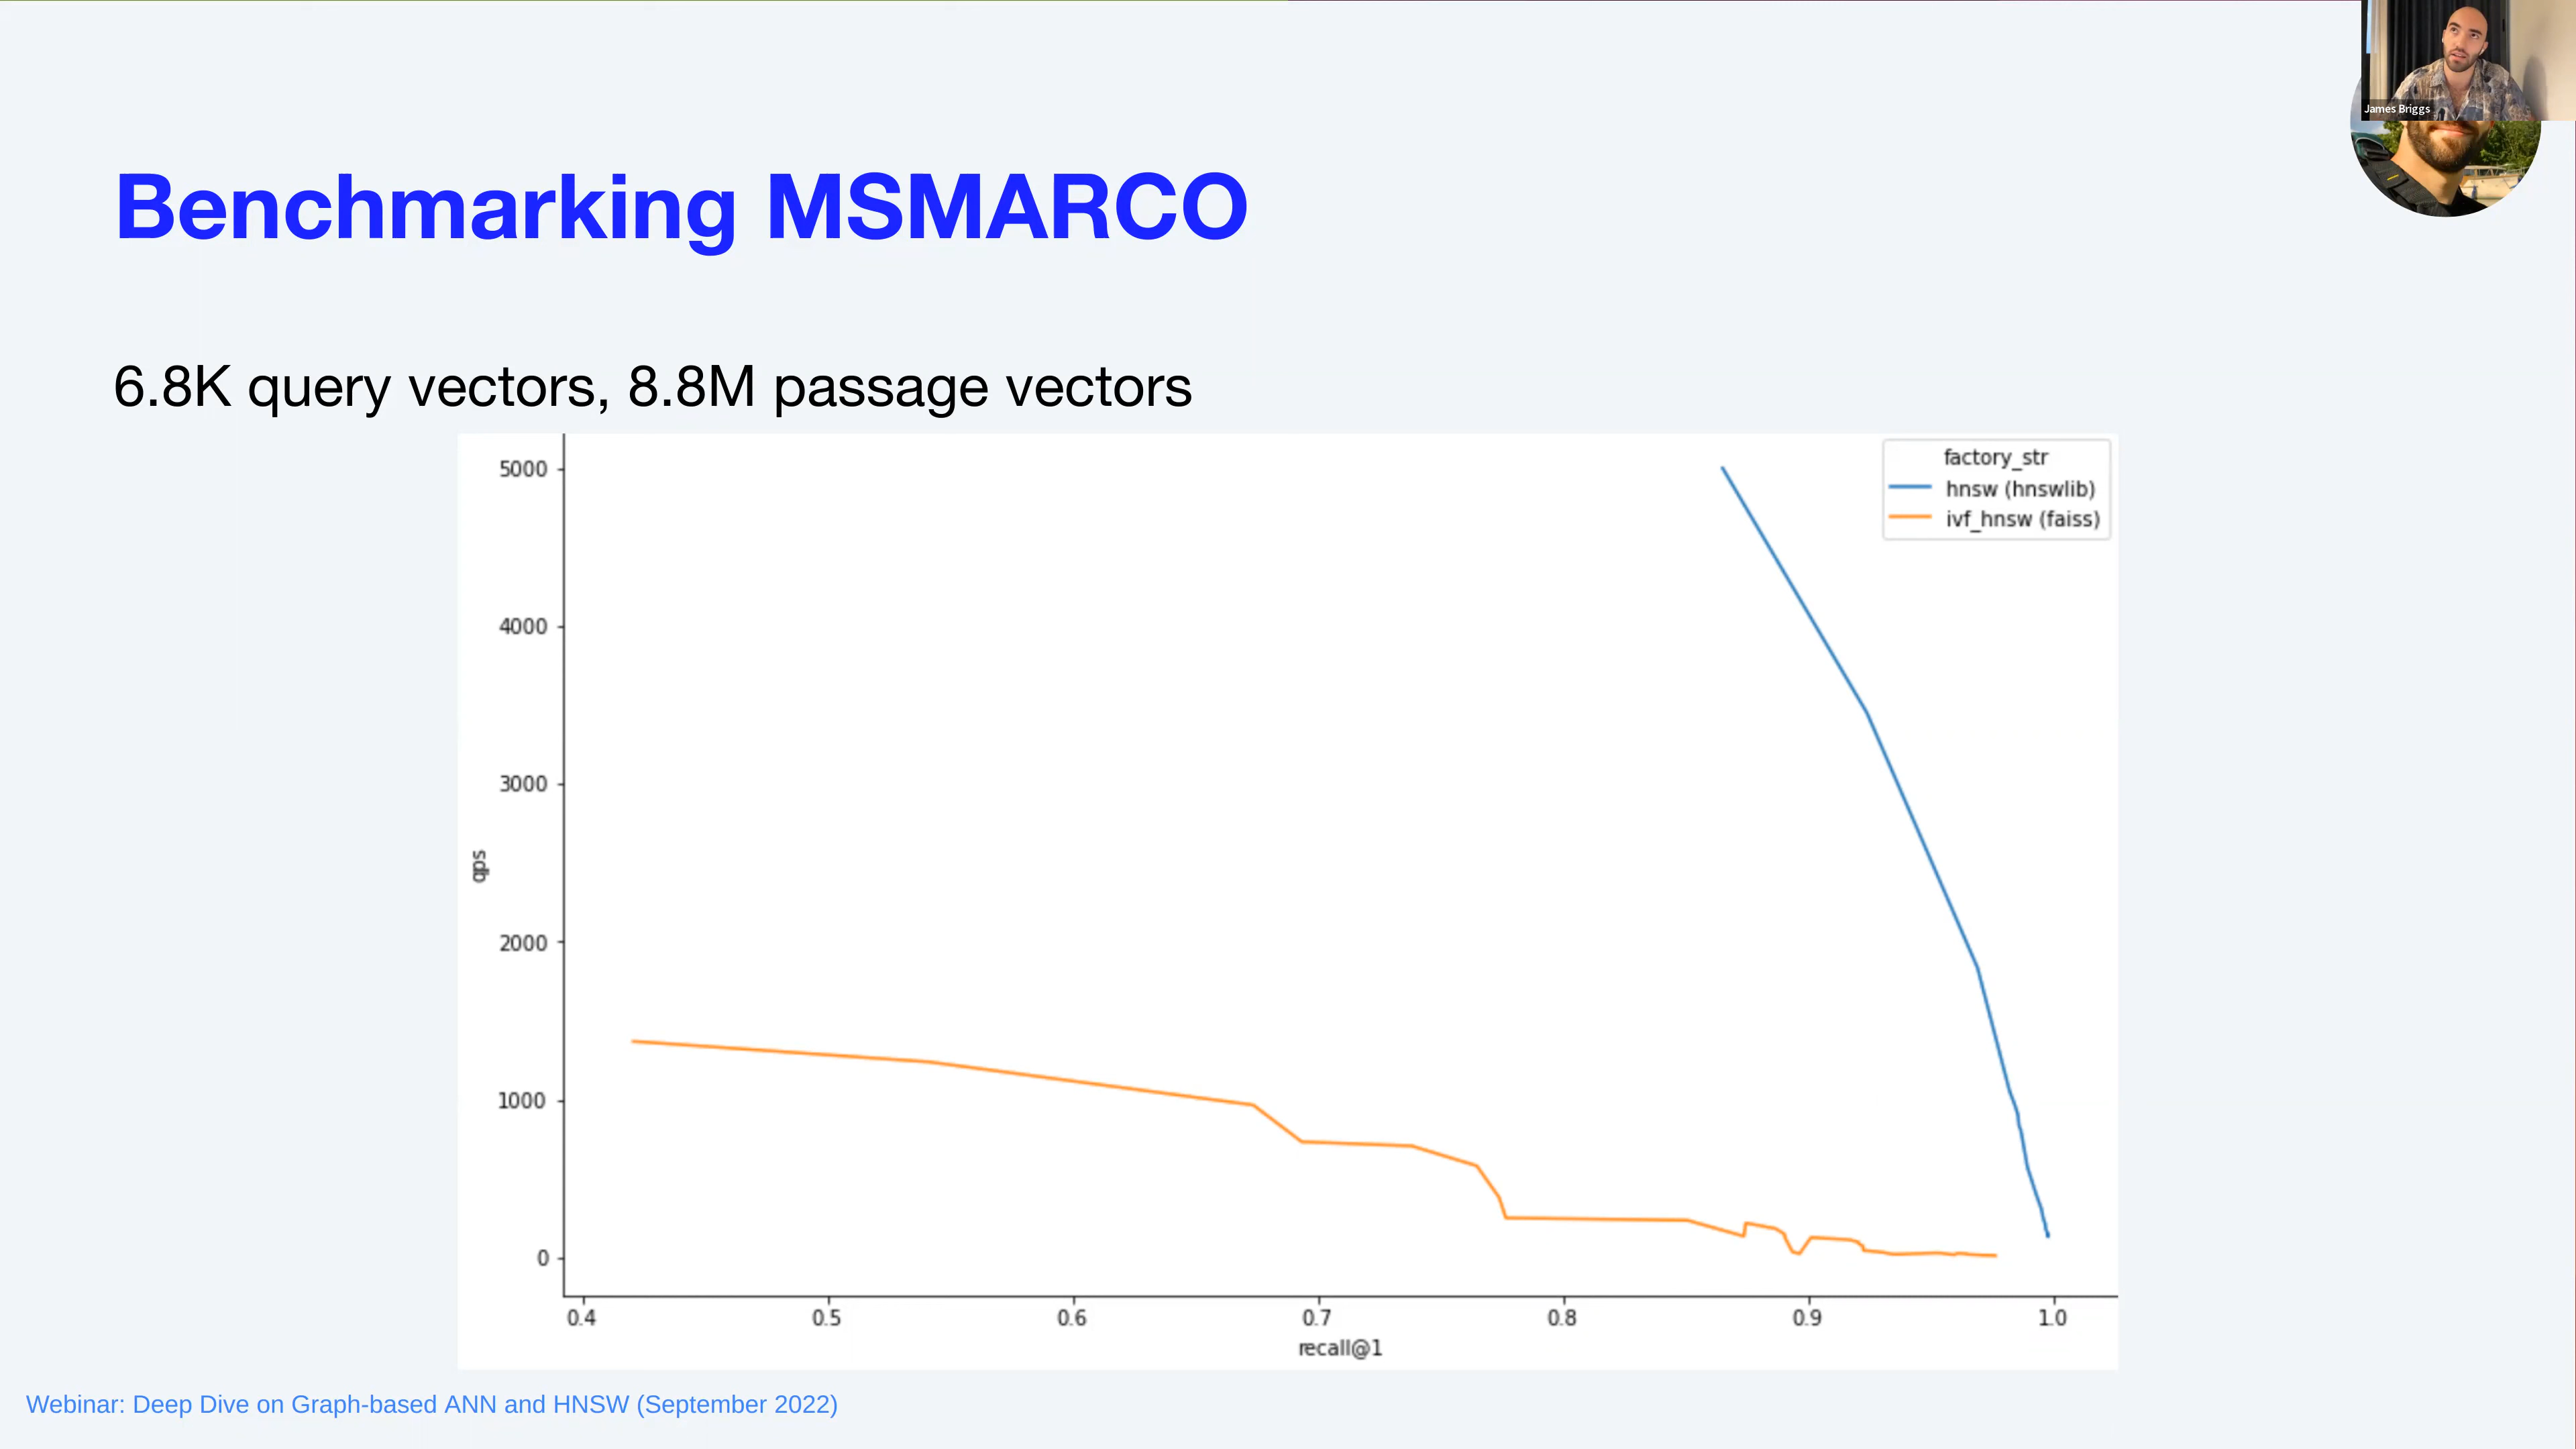 James Briggs
Benchmarking MSMARCO
6.8K query vectors, 8.8M passage vectors
factory_str
hnsw (hnswlib)
ivf_hnsw (faiss)
5000
4000
3000
2000
1000
0
qps
0.4 0.5 0.6 0.7 0.8 0.9 1.0
recall@1
Webinar: Deep Dive on Graph-based ANN and HNSW (September 2022)